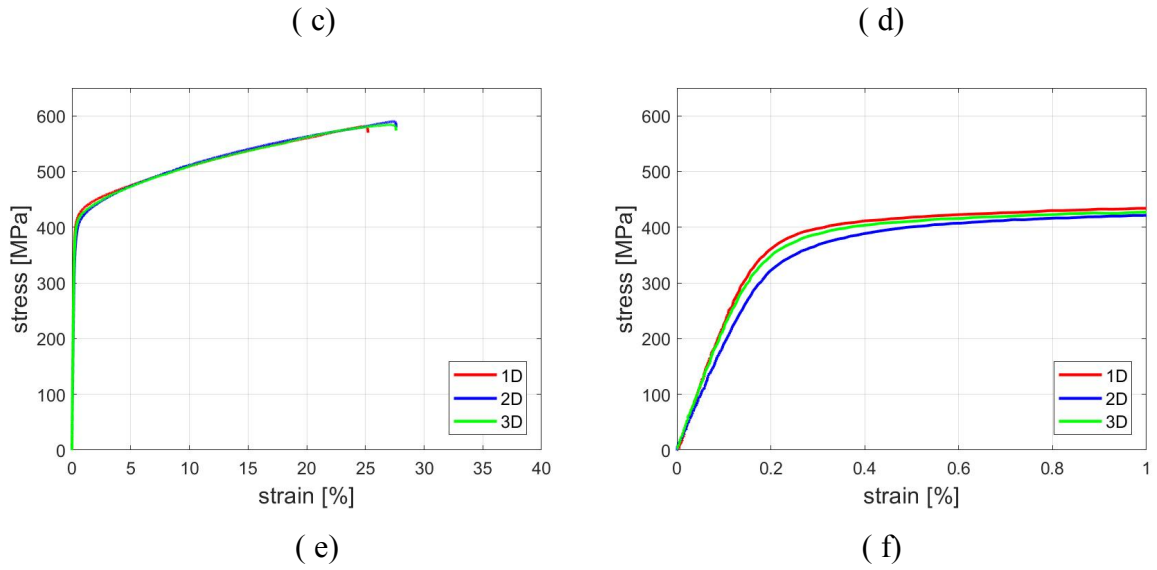 ( c)
( d)
600
500
400
300
200
100
0
stress [MPa]
1D
2D
3D
0 5 10 15 20 25 30 35 40
strain [%]
( e)
600
500
400
300
200
100
0
stress [MPa]
1D
2D
3D
0 0.2 0.4 0.6 0.8 1
strain [%]
( f)